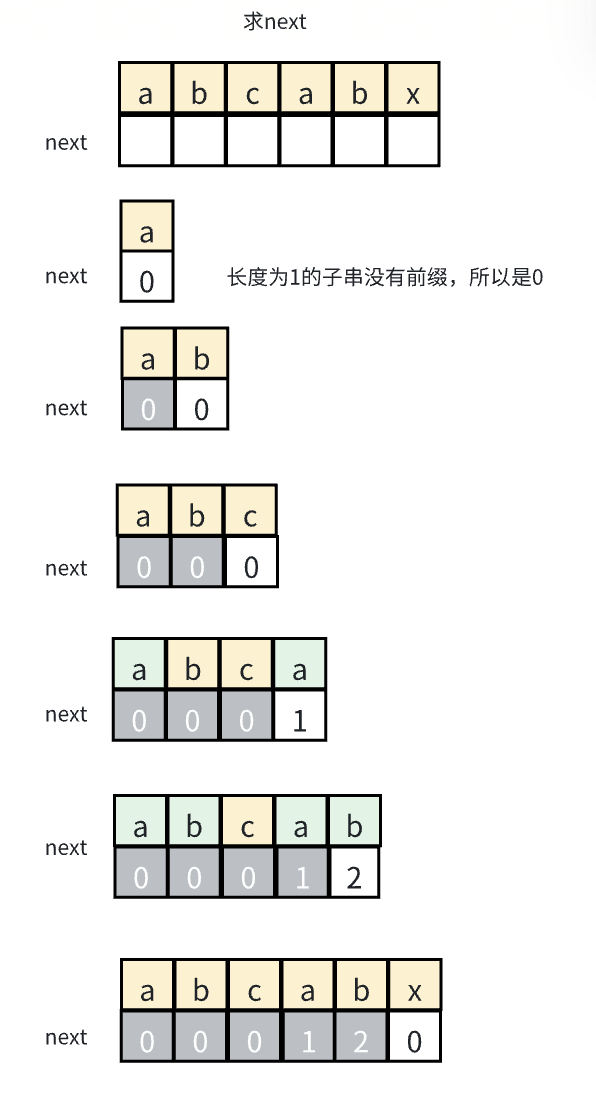 求next
a b c a b x
next
a
next 0 长度为1的子串没有前缀，所以是0
a b
next 0 0
a b c
next 0 0 0
a b c a
next 0 0 0 1
a b c a b
next 0 0 0 1 2
a b c a b x
next 0 0 0 1 2 0